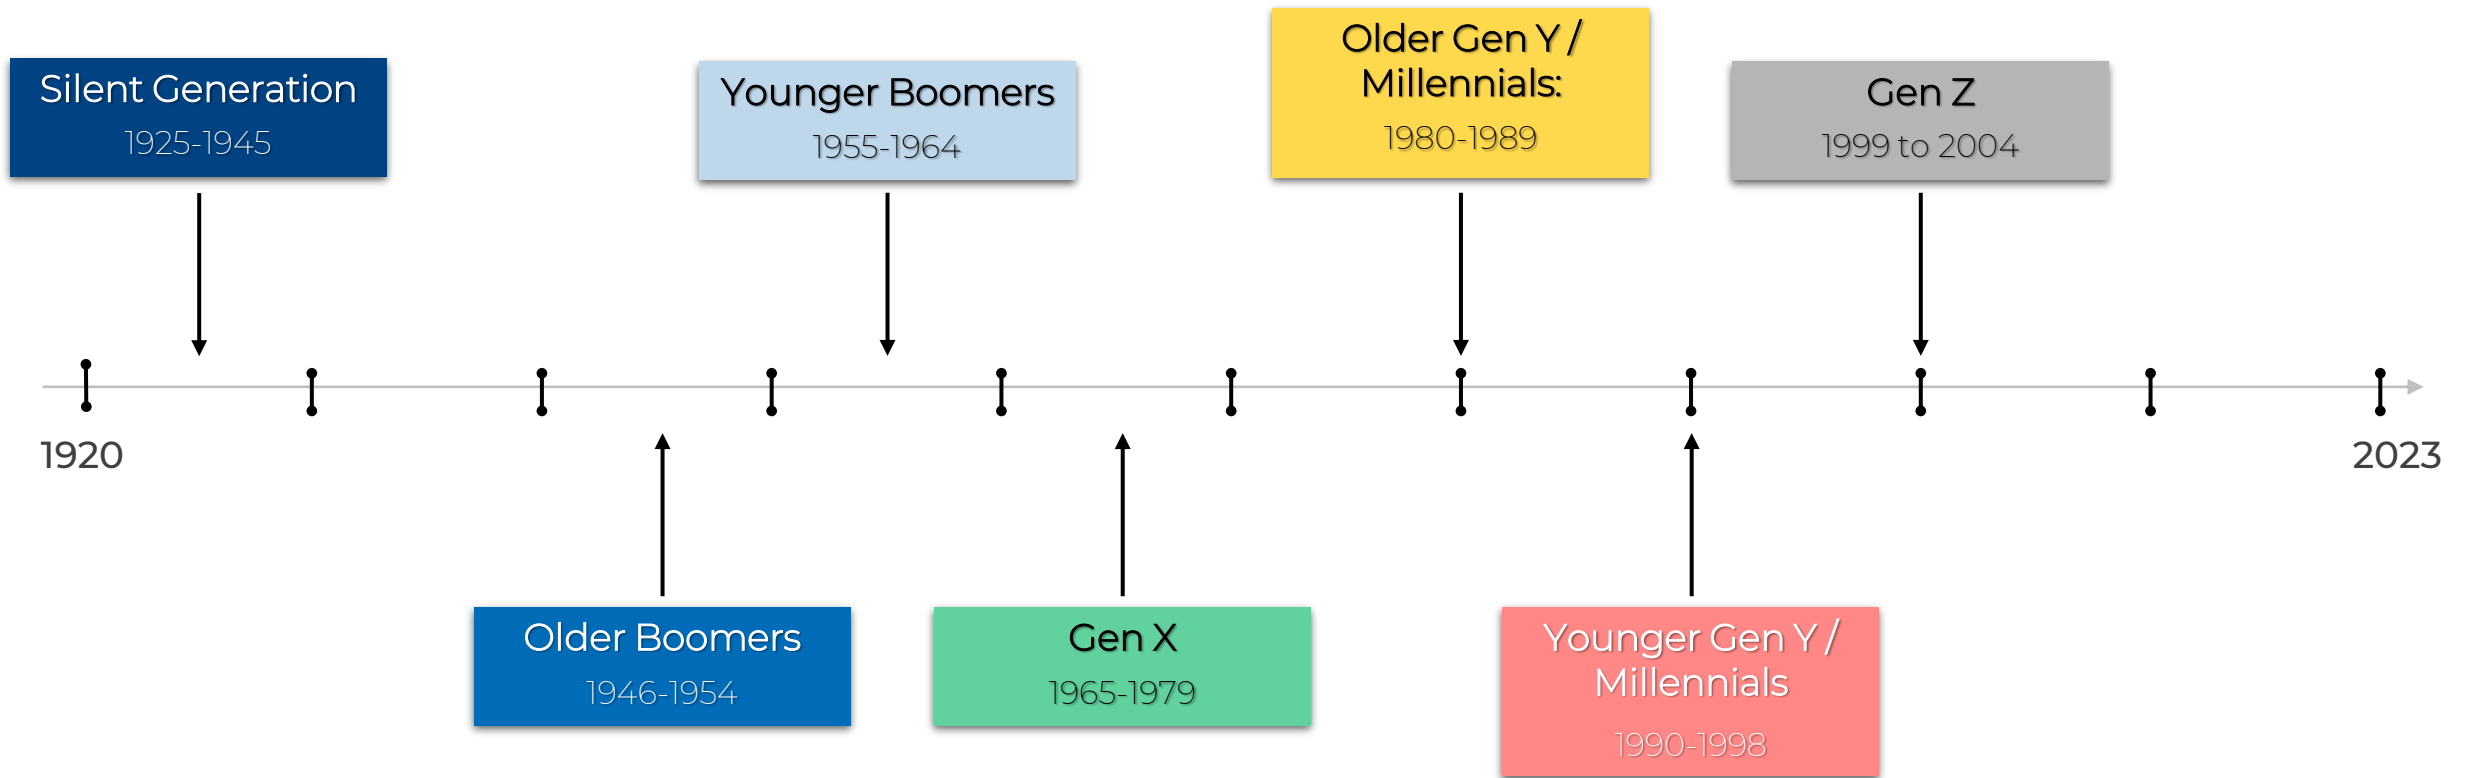 Silent Generation
1925-1945
Younger Boomers
1955-1964
Older Gen Y /
Millennials:
1980-1989
Gen Z
1999 to 2004
1920
2023
Older Boomers
1946-1954
Gen X
1965-1979
Younger Gen Y /
Millennials
1990-1998